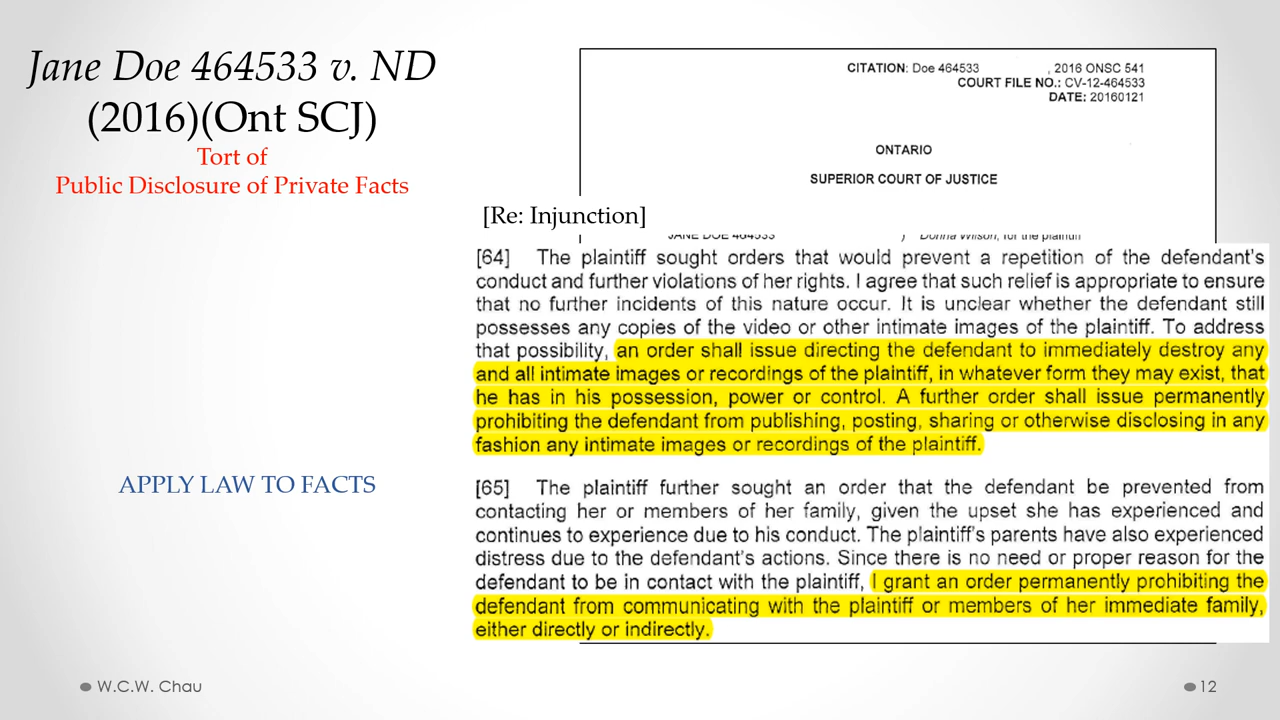 Jane Doe 464533 v. ND
(2016)(Ont SCJ)
Tort of
Public Disclosure of Private Facts
APPLY LAW TO FACTS
CITATION: Doe 464533 , 2016 ONSC 541
COURT FILE NO.: CV-12-464533
DATE: 20160121
ONTARIO
SUPERIOR COURT OF JUSTICE
[Re: Injunction]
JANE DOE 464533 ) Donna Wilson, for the plaintiff
[64] The plaintiff sought orders that would prevent a repetition of the defendant's
conduct and further violations of her rights. I agree that such relief is appropriate to ensure
that no further incidents of this nature occur. It is unclear whether the defendant still
possesses any copies of the video or other intimate images of the plaintiff. To address
that possibility, an order shall issue directing the defendant to immediately destroy any
and all intimate images or recordings of the plaintiff, in whatever form they may exist, that
he has in his possession, power or control. A further order shall issue permanently
prohibiting the defendant from publishing, posting, sharing or otherwise disclosing in any
fashion any intimate images or recordings of the plaintiff.
[65] The plaintiff further sought an order that the defendant be prevented from
contacting her or members of her family, given the upset she has experienced and
continues to experience due to his conduct. The plaintiff's parents have also experienced
distress due to the defendant's actions. Since there is no need or proper reason for the
defendant to be in contact with the plaintiff, I grant an order permanently prohibiting the
defendant from communicating with the plaintiff or members of her immediate family,
either directly or indirectly.
W.C.W. Chau
12